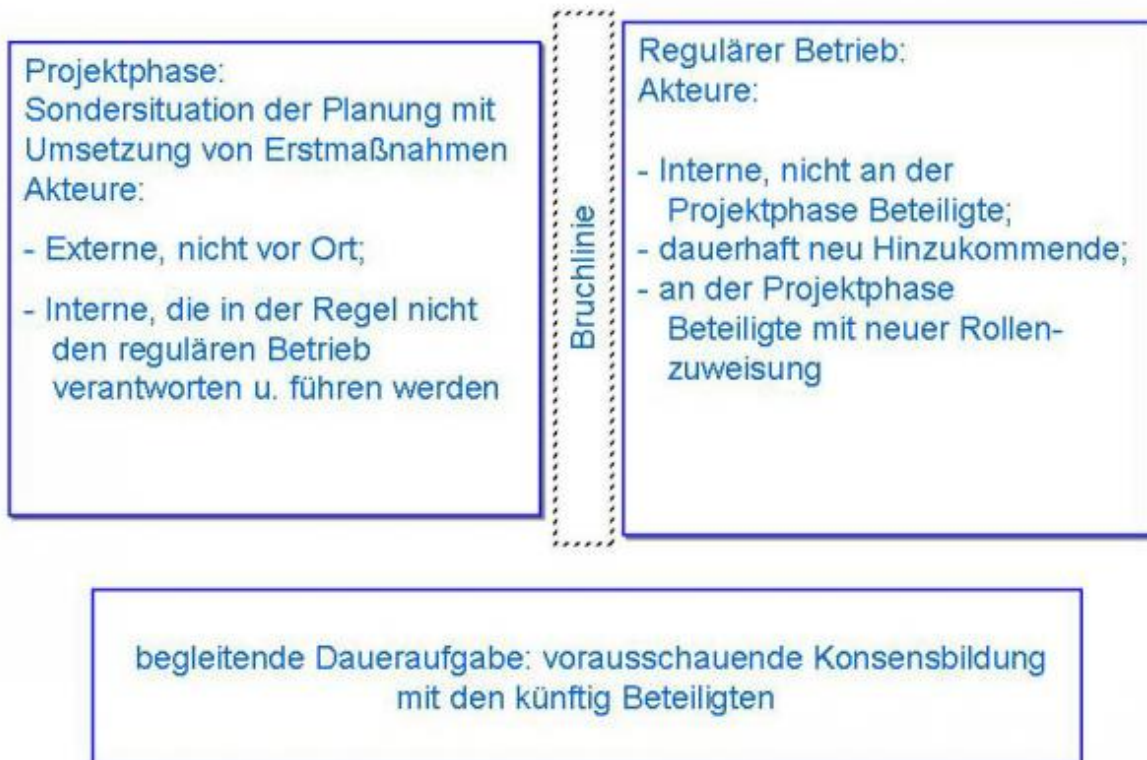 Projektphase:
Sondersituation der Planung mit
Umsetzung von Erstmaßnahmen
Akteure:
- Externe, nicht vor Ort;
- Interne, die in der Regel nicht
den regulären Betrieb
verantworten u. führen werden
Bruchlinie
Regulärer Betrieb:
Akteure:
- Interne, nicht an der
Projektphase Beteiligte;
- dauerhaft neu Hinzukommende;
- an der Projektphase
Beteiligte mit neuer Rollen-
zuweisung
begleitende Daueraufgabe: vorausschauende Konsensbildung
mit den künftig Beteiligten